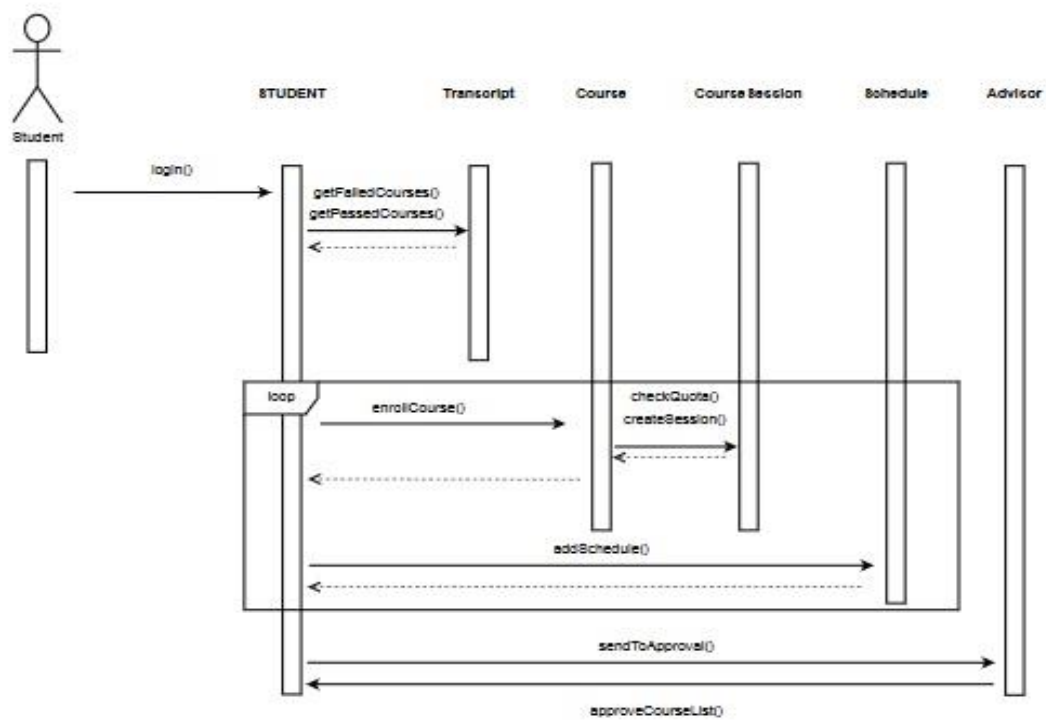 STUDENT
Transcript
Course
Course Session
Schedule
Advisor
Student
login()
getFailedCourses()
getPassedCourses()
loop
enrollCourse()
checkQuota()
createSession()
addSchedule()
sendToApproval()
approveCourseList()